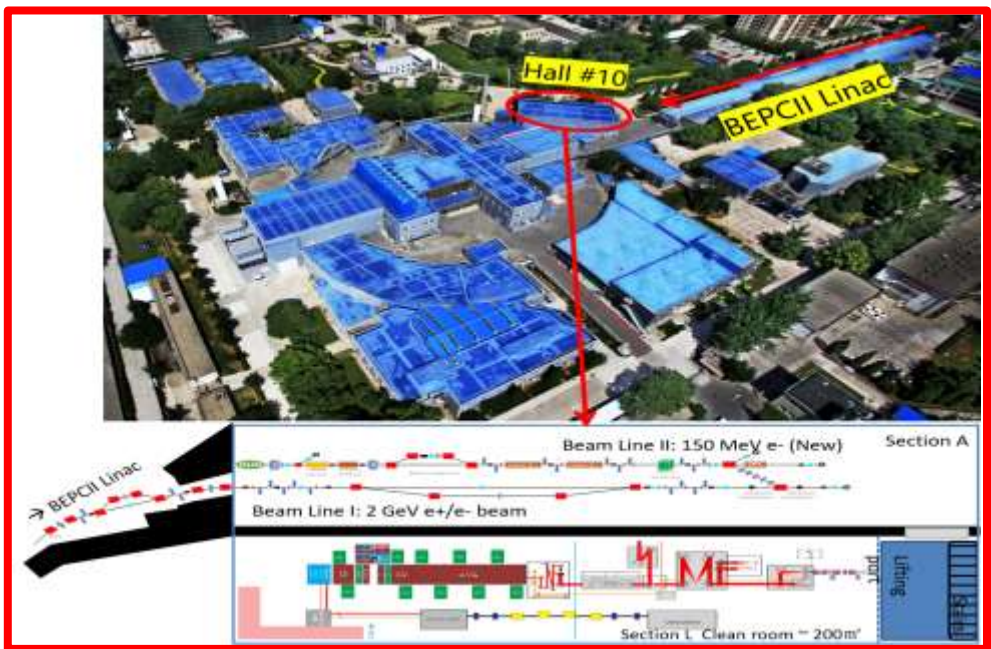 Hall #10
BEPCII Linac
Beam Line II: 150 MeV e- (New)
Section A
→ BEPCII Linac
Beam Line I: 2 GeV e+/e- beam
Lifting
part
Section L Clean room ~ 200㎡